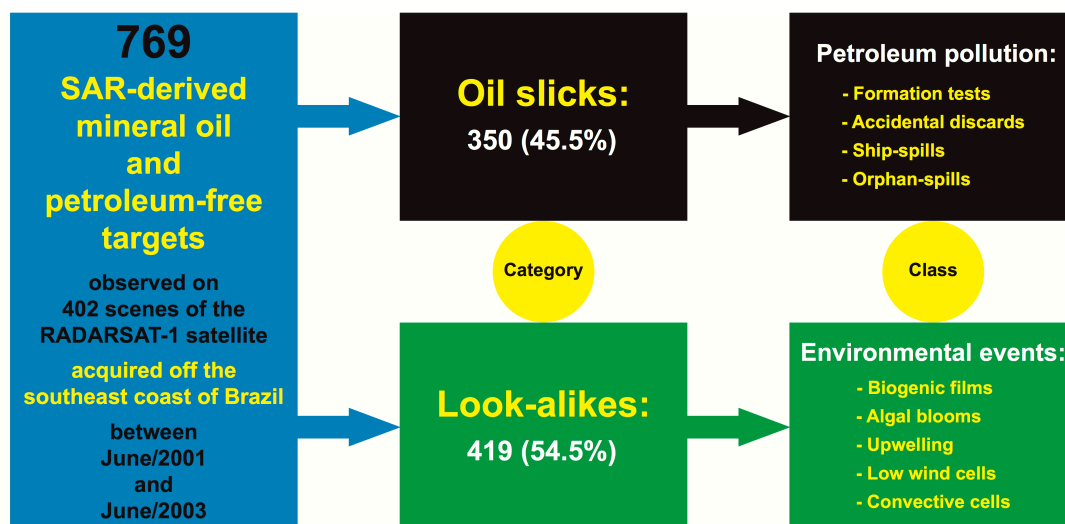 769
SAR-derived
mineral oil
and
petroleum-free
targets
observed on
402 scenes of the
RADARSAT-1 satellite
acquired off the
southeast coast of Brazil
between
June/2001
and
June/2003
Oil slicks:
350 (45.5%)
Category
Look-alikes:
419 (54.5%)
Petroleum pollution:
- Formation tests
- Accidental discards
- Ship-spills
- Orphan-spills
Class
Environmental events:
- Biogenic films
- Algal blooms
- Upwelling
- Low wind cells
- Convective cells